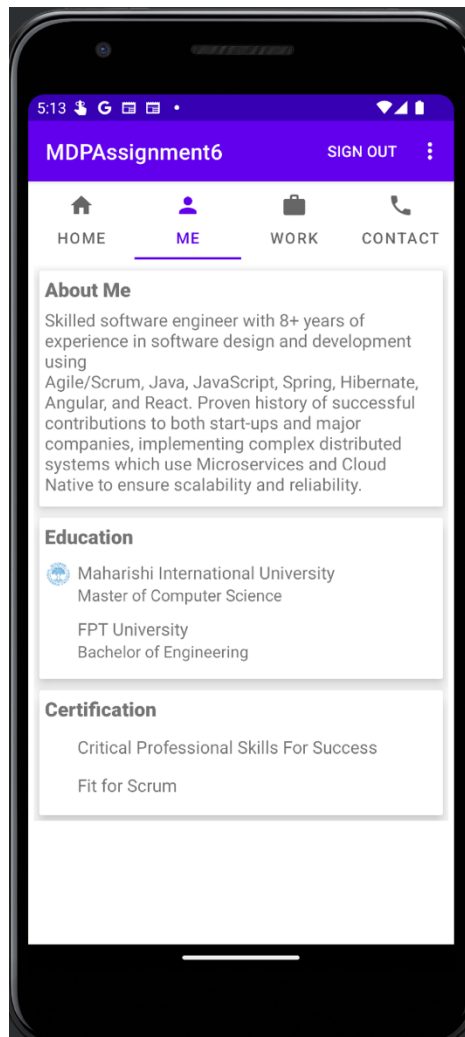 5:13
MDPAssignment6 SIGN OUT
HOME ME WORK CONTACT
About Me
Skilled software engineer with 8+ years of
experience in software design and development
using
Agile/Scrum, Java, JavaScript, Spring, Hibernate,
Angular, and React. Proven history of successful
contributions to both start-ups and major
companies, implementing complex distributed
systems which use Microservices and Cloud
Native to ensure scalability and reliability.
Education
Maharishi International University
Master of Computer Science
FPT University
Bachelor of Engineering
Certification
Critical Professional Skills For Success
Fit for Scrum